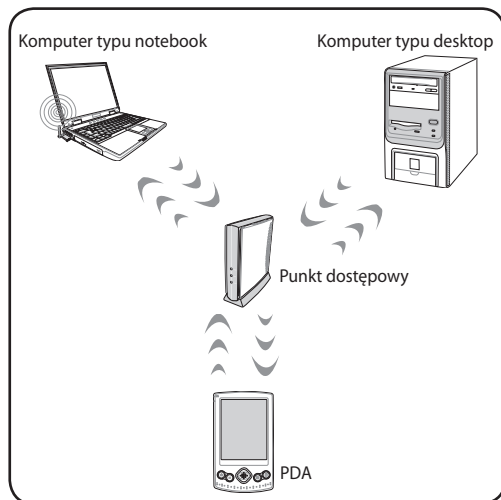 Komputer typu notebook
Komputer typu desktop
Punkt dostępowy
PDA